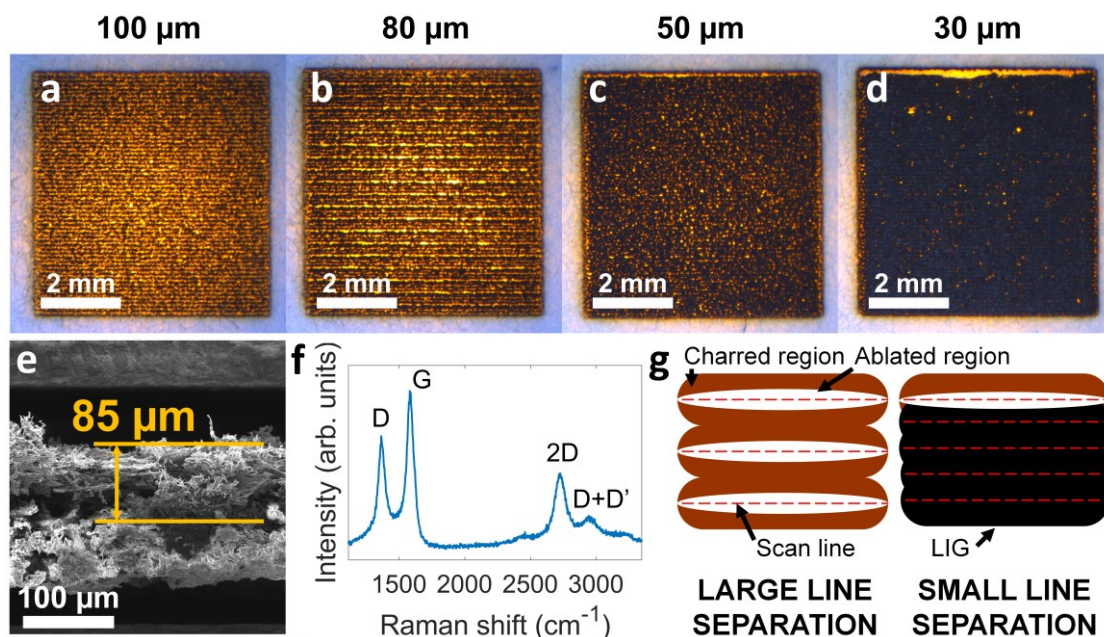 100 µm
80 µm
50 µm
30 µm
a
b
c
d
2 mm
2 mm
2 mm
2 mm
e
85 µm
100 µm
f
Intensity (arb. units)
D
G
2D
D+D’
1500
2000
2500
3000
Raman shift (cm⁻¹)
g
Charred region
Ablated region
Scan line
LIG
LARGE LINE
SEPARATION
SMALL LINE
SEPARATION